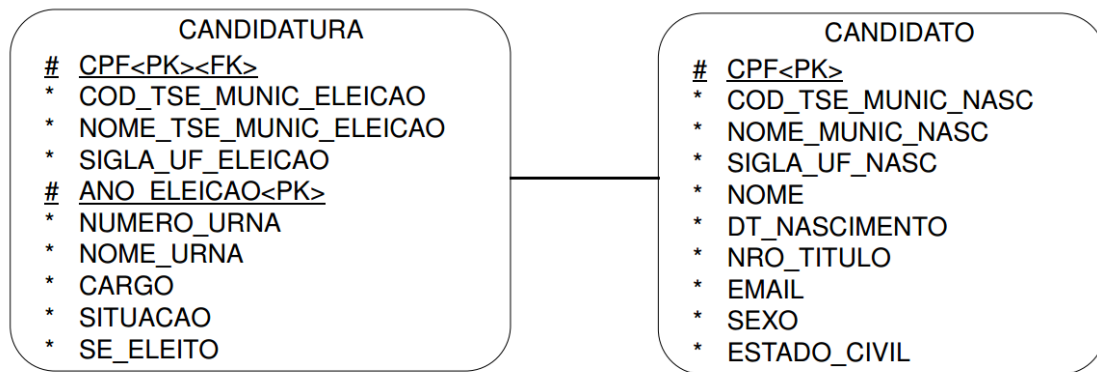 CANDIDATURA
# CPF<PK><FK>
* COD_TSE_MUNIC_ELEICAO
* NOME_TSE_MUNIC_ELEICAO
* SIGLA_UF_ELEICAO
# ANO_ELEICAO<PK>
* NUMERO_URNA
* NOME_URNA
* CARGO
* SITUACAO
* SE_ELEITO
CANDIDATO
# CPF<PK>
* COD_TSE_MUNIC_NASC
* NOME_MUNIC_NASC
* SIGLA_UF_NASC
* NOME
* DT_NASCIMENTO
* NRO_TITULO
* EMAIL
* SEXO
* ESTADO_CIVIL